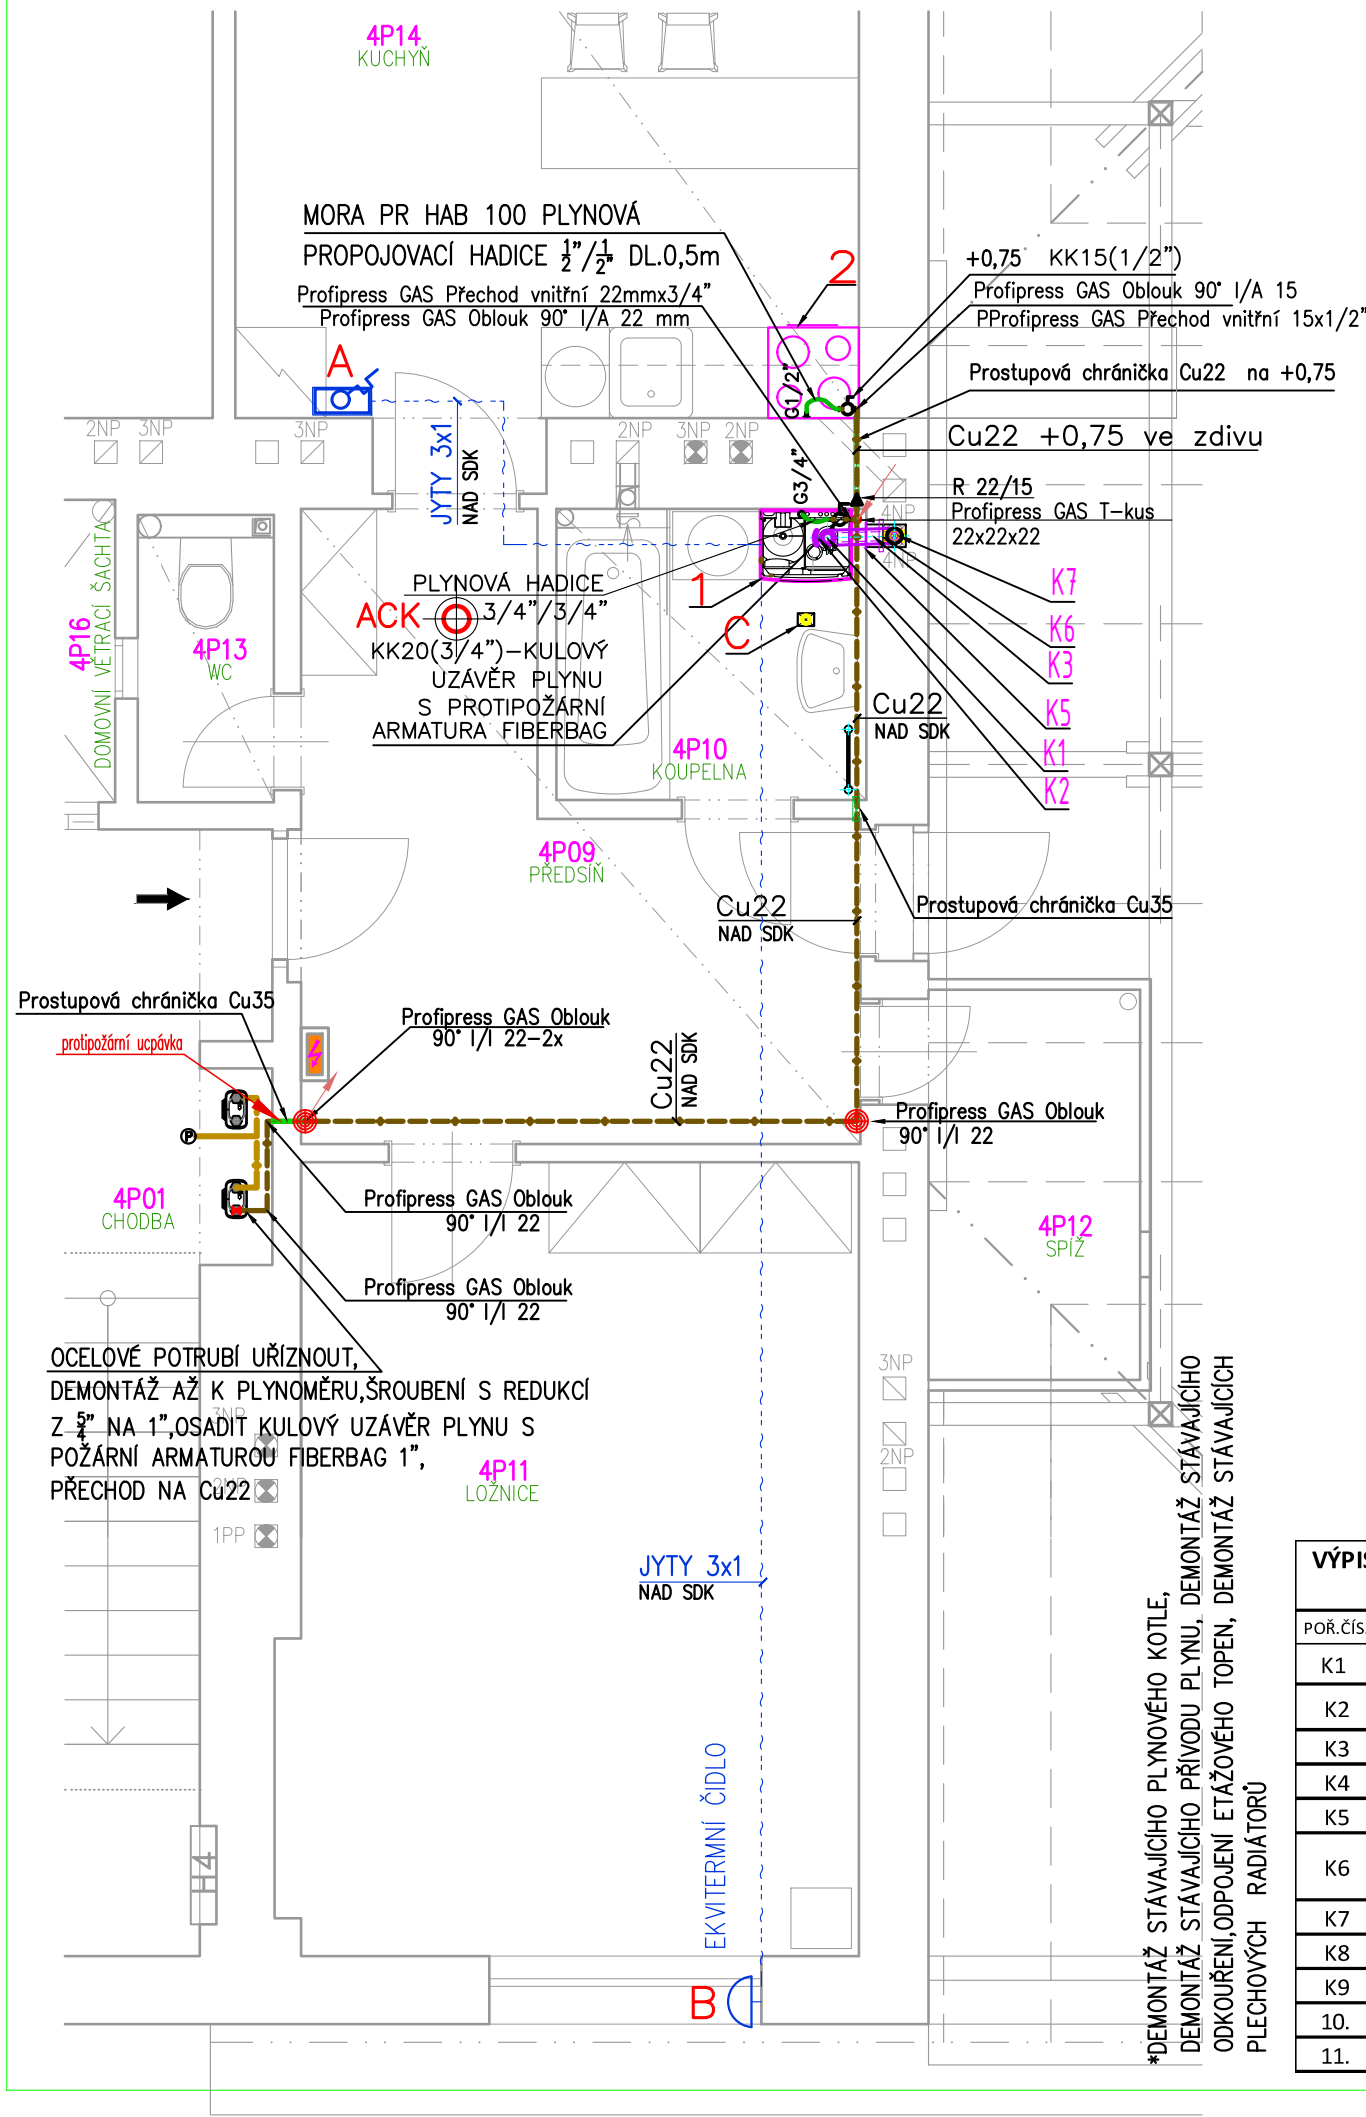 4P14
KUCHYŇ
MORA PR HAB 100 PLYNOVÁ
PROPOJOVACÍ HADICE 1/2"/1/2" DL.0,5m
Profipress GAS Přechod vnitřní 22mmx3/4"
Profipress GAS Oblouk 90° I/A 22 mm
2
+0,75 KK15(1/2")
Profipress GAS Oblouk 90° I/A 15
PProfipress GAS Přechod vnitřní 15x1/2"
Prostupová chránička Cu22 na +0,75
Cu22 +0,75 ve zdivu
A
G1/2"
2NP
3NP
3NP
2NP
3NP
2NP
JYTY 3x1
NAD SDK
G3/4"
R 22/15
Profipress GAS T-kus
22x22x22
4NP
4NP
DOMOVNÍ VĚTRACÍ ŠACHTA
4P16
4P13
WC
PLYNOVÁ HADICE
3/4"/3/4"
ACK
KK20(3/4")-KULOVÝ
UZÁVĚR PLYNU
S PROTIPOŽÁRNÍ
ARMATURA FIBERBAG
1
C
K7
K6
K3
K5
K1
K2
4P10
KOUPELNA
Cu22
NAD SDK
4P09
PŘEDSÍŇ
Cu22
NAD SDK
Prostupová chránička Cu35
Prostupová chránička Cu35
protipožární ucpávka
Profipress GAS Oblouk
90° I/I 22-2x
Cu22
NAD SDK
Profipress GAS Oblouk
90° I/I 22
P
4P01
CHODBA
Profipress GAS Oblouk
90° I/I 22
Profipress GAS Oblouk
90° I/I 22
4P12
SPÍŽ
OCELOVÉ POTRUBÍ UŘÍZNOUT,
DEMONTÁŽ AŽ K PLYNOMĚRU,ŠROUBENÍ S REDUKCÍ
Z 5/4" NA 1",OSADIT KULOVÝ UZÁVĚR PLYNU S
POŽÁRNÍ ARMATUROU FIBERBAG 1",
PŘECHOD NA Cu22
3NP
2NP
1PP
3NP
2NP
4P11
LOŽNICE
JYTY 3x1
NAD SDK
EKVITERMNÍ ČIDLO
H4
B
*DEMONTÁŽ STÁVAJÍCÍHO PLYNOVÉHO KOTLE,
DEMONTÁŽ STÁVAJÍCÍHO PŘÍVODU PLYNU, DEMONTÁŽ STÁVAJÍCÍHO
ODKOUŘENÍ,ODPOJENÍ ETÁŽOVÉHO TOPEN, DEMONTÁŽ STÁVAJÍCÍCH
PLECHOVÝCH RADIÁTORŮ
VÝPIS
POŘ.ČÍS.
K1
K2
K3
K4
K5
K6
K7
K8
K9
10.
11.